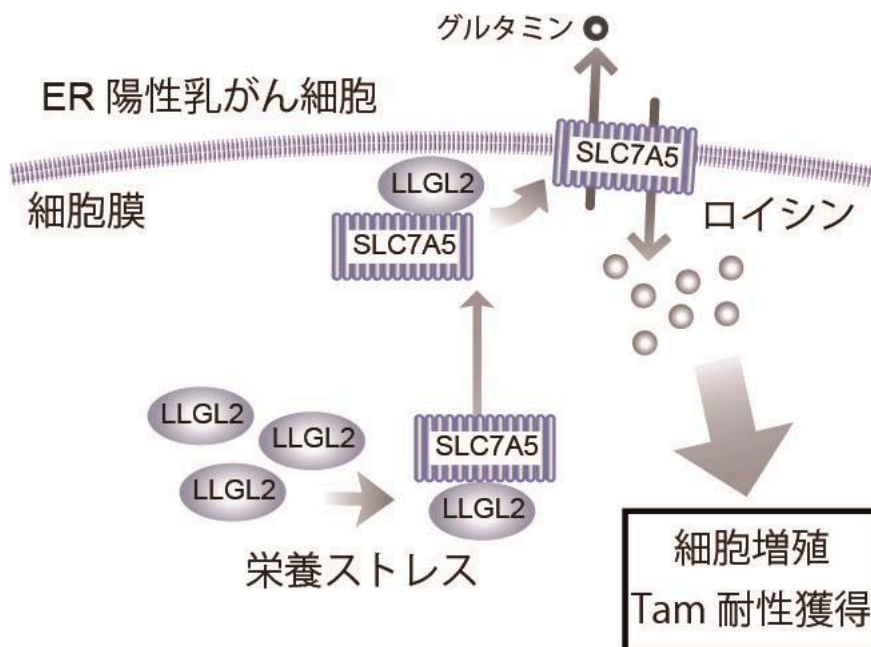 グルタミン
ER 陽性乳がん細胞
SLC7A5
LLGL2
細胞膜
ロイシン
SLC7A5
LLGL2
LLGL2
SLC7A5
LLGL2
LLGL2
栄養ストレス
細胞増殖
Tam 耐性獲得